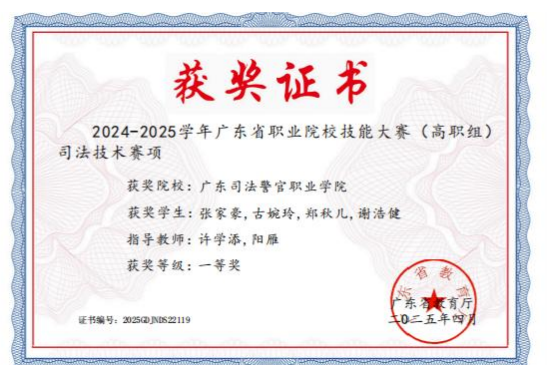 获奖证书
2024-2025学年广东省职业院校技能大赛（高职组）
司法技术赛项
获奖院校：广东司法警官职业学院
获奖学生：张家豪,古婉玲,郑秋儿,谢浩健
指导教师：许学添,阳雁
获奖等级：一等奖
广东省教育厅
证书编号：2025GDJNDS22119
二〇二五年四月